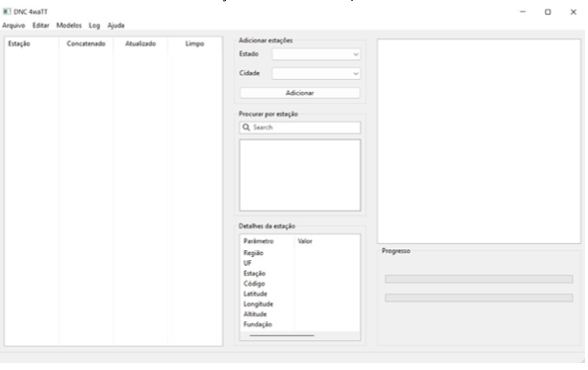 DNC 4waTT
Arquivo Editar Modelos Log Ajuda
Estação Concatenado Atualizado Limpo
Adicionar estações
Estado
Cidade
Adicionar
Procurar por estação
Search
Detalhes da estação
Parâmetro Valor
Região
UF
Estação
Código
Latitude
Longitude
Altitude
Fundação
Progresso